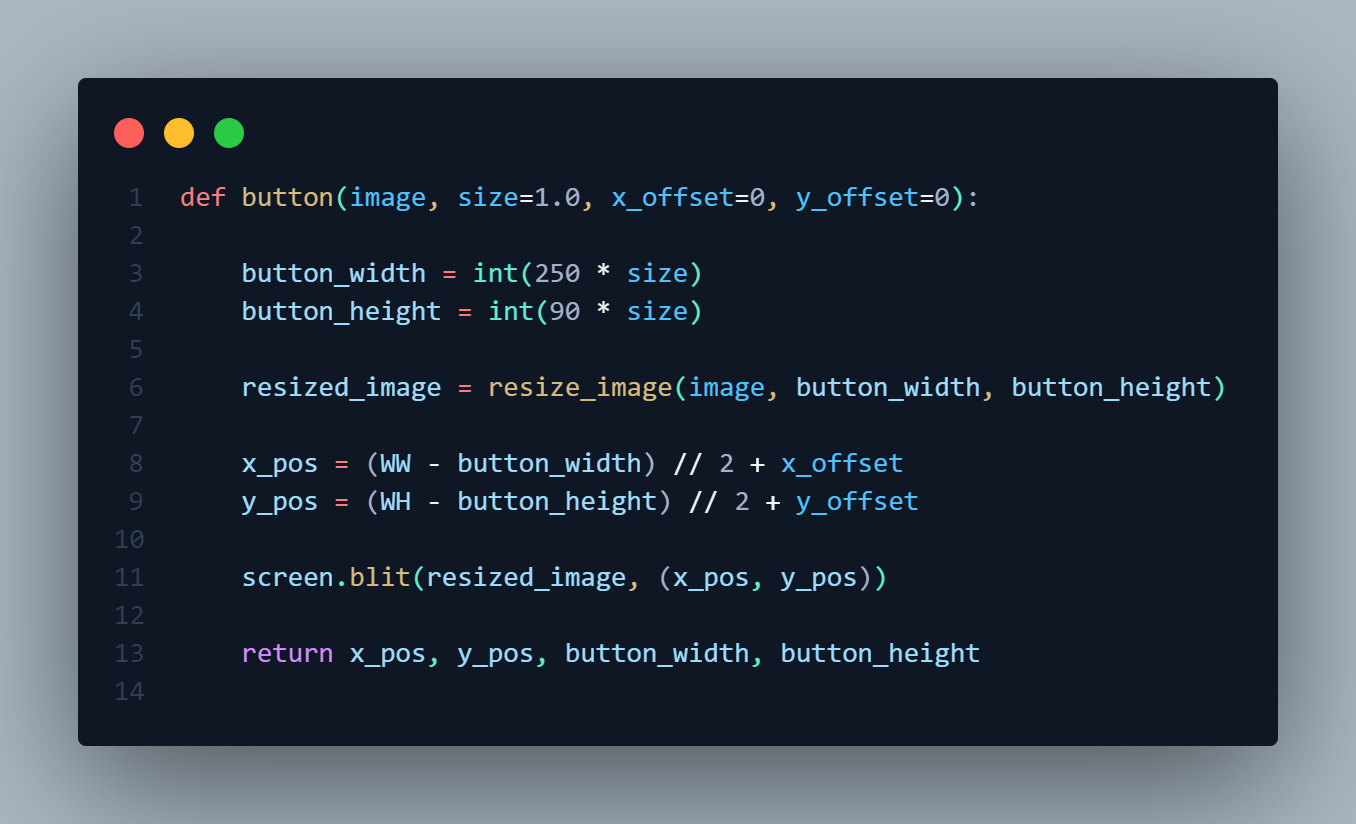 1 def button(image, size=1.0, x_offset=0, y_offset=0):
2
3     button_width = int(250 * size)
4     button_height = int(90 * size)
5
6     resized_image = resize_image(image, button_width, button_height)
7
8     x_pos = (WW - button_width) // 2 + x_offset
9     y_pos = (WH - button_height) // 2 + y_offset
10
11     screen.blit(resized_image, (x_pos, y_pos))
12
13     return x_pos, y_pos, button_width, button_height
14